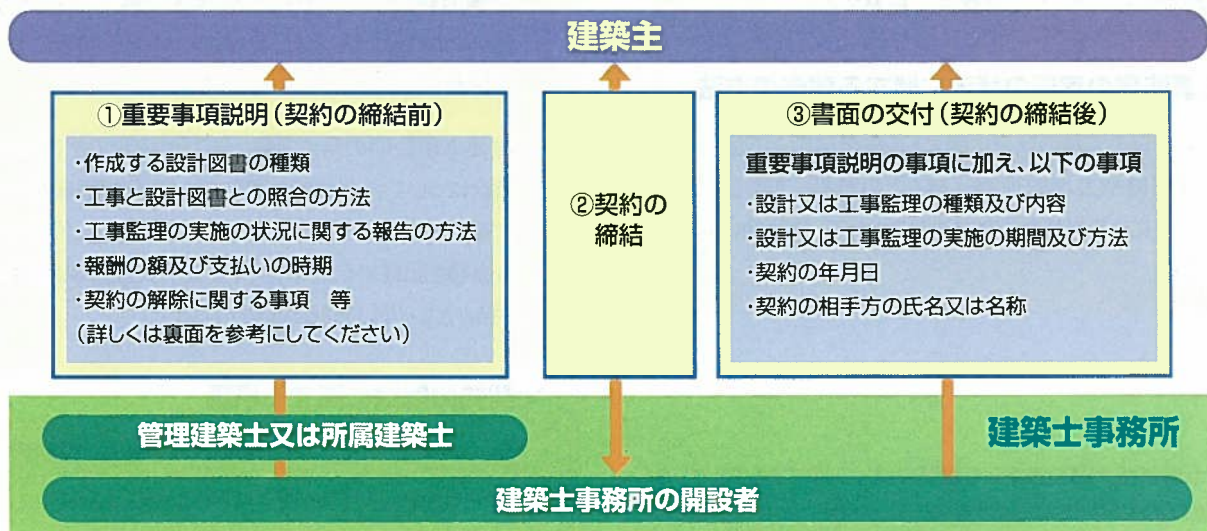 建築主
①重要事項説明(契約の締結前)
・作成する設計図書の種類
・工事と設計図書との照合の方法
・工事監理の実施の状況に関する報告の方法
・報酬の額及び支払いの時期
・契約の解除に関する事項 等
(詳しくは裏面を参考にしてください)
②契約の
締結
③書面の交付(契約の締結後)
重要事項説明の事項に加え、以下の事項
・設計又は工事監理の種類及び内容
・設計又は工事監理の実施の期間及び方法
・契約の年月日
・契約の相手方の氏名又は名称
管理建築士又は所属建築士
建築士事務所
建築士事務所の開設者